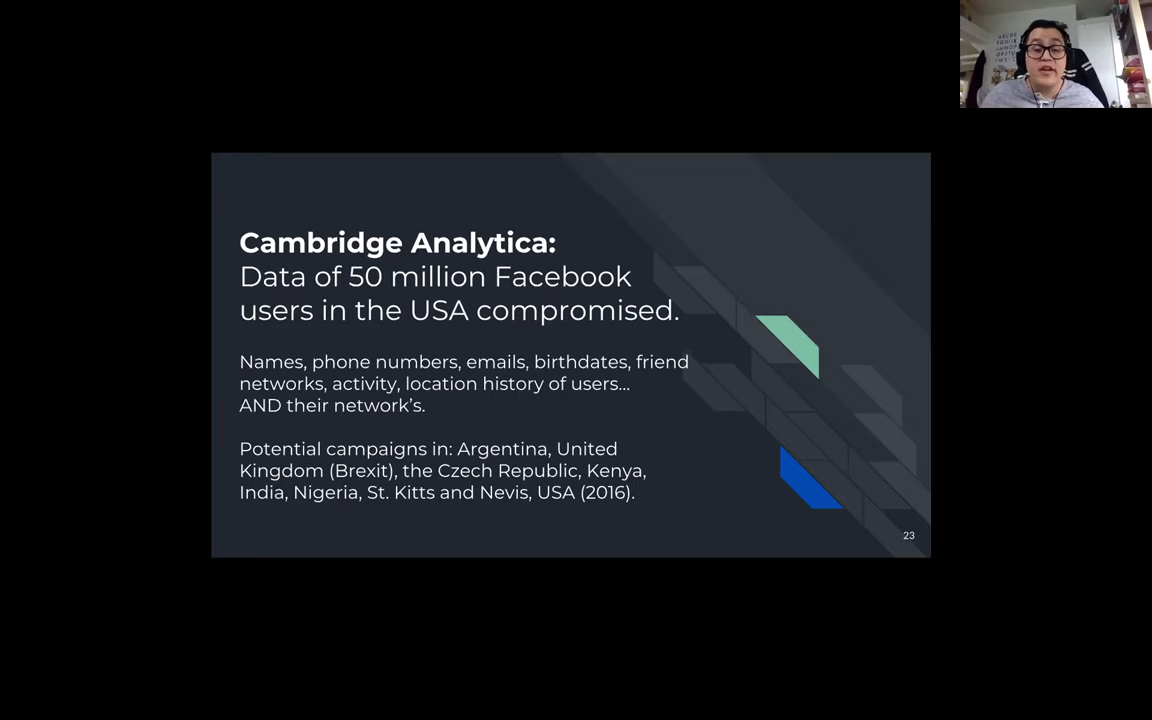 Cambridge Analytica:
Data of 50 million Facebook
users in the USA compromised.
Names, phone numbers, emails, birthdates, friend
networks, activity, location history of users...
AND their network's.
Potential campaigns in: Argentina, United
Kingdom (Brexit), the Czech Republic, Kenya,
India, Nigeria, St. Kitts and Nevis, USA (2016).
23